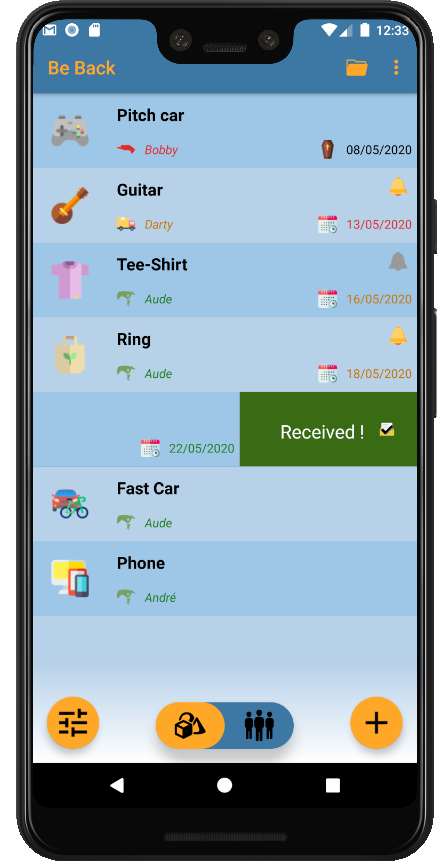 12:33
Be Back
Pitch car
Bobby 08/05/2020
Guitar
Darty 13/05/2020
Tee-Shirt
Aude 16/05/2020
Ring
Aude 18/05/2020
Received !
22/05/2020
Fast Car
Aude
Phone
André